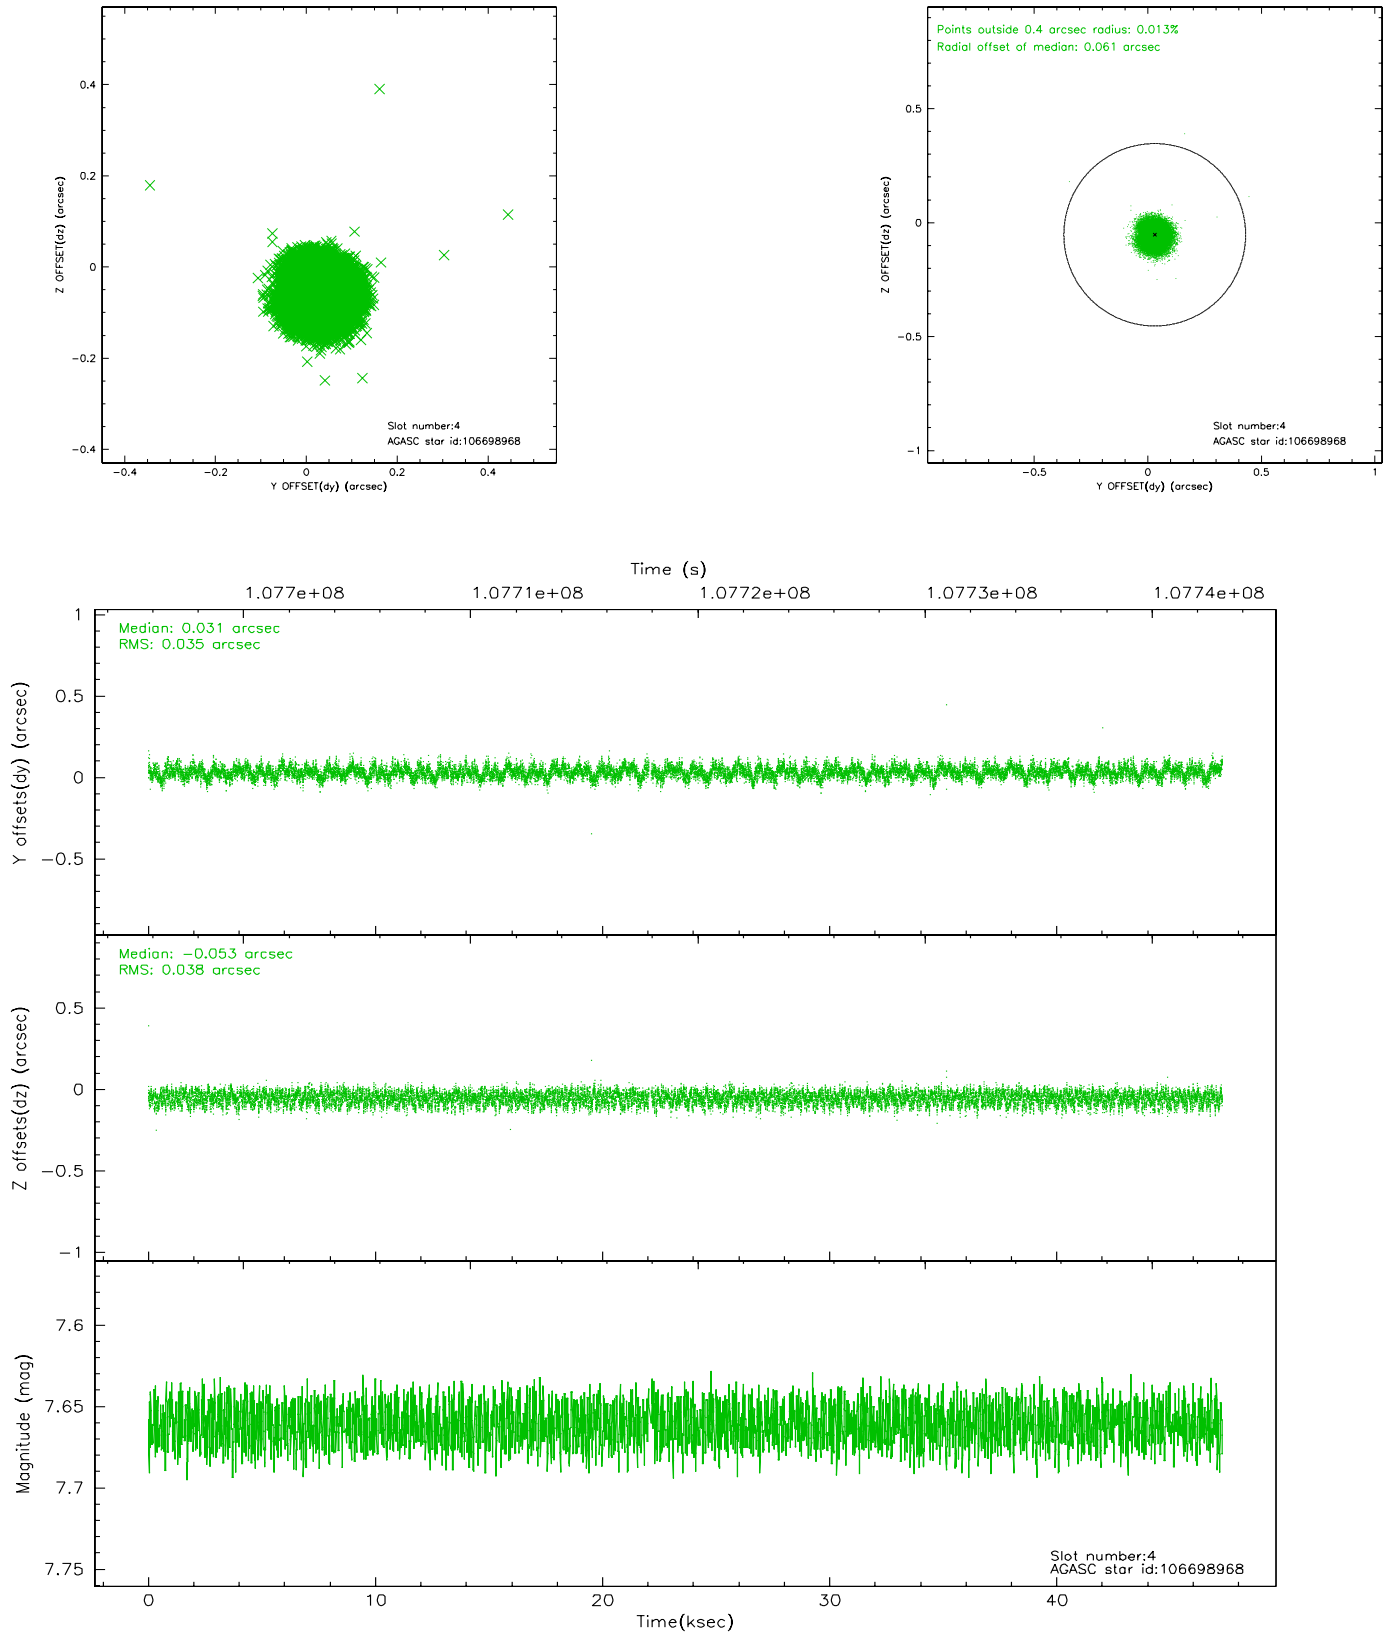 0.4
0.2
0
−0.2
−0.4
Z OFFSET(dz) (arcsec)
Slot number:4
AGASC star id:106698968
−0.4 −0.2 0 0.2 0.4
Y OFFSET(dy) (arcsec)
Points outside 0.4 arcsec radius: 0.013%
Radial offset of median: 0.061 arcsec
0.5
0
−0.5
−1
Z OFFSET(dz) (arcsec)
Slot number:4
AGASC star id:106698968
−0.5 0 0.5 1
Y OFFSET(dy) (arcsec)
Time (s)
1.077e+08 1.0771e+08 1.0772e+08 1.0773e+08 1.0774e+08
Median: 0.031 arcsec
RMS: 0.035 arcsec
1
0.5
0
−0.5
Y offsets(dy) (arcsec)
Median: −0.053 arcsec
RMS: 0.038 arcsec
0.5
0
−0.5
−1
Z offsets(dz) (arcsec)
7.6
7.65
7.7
7.75
Magnitude (mag)
Slot number:4
AGASC star id:106698968
0 10 20 30 40
Time(ksec)